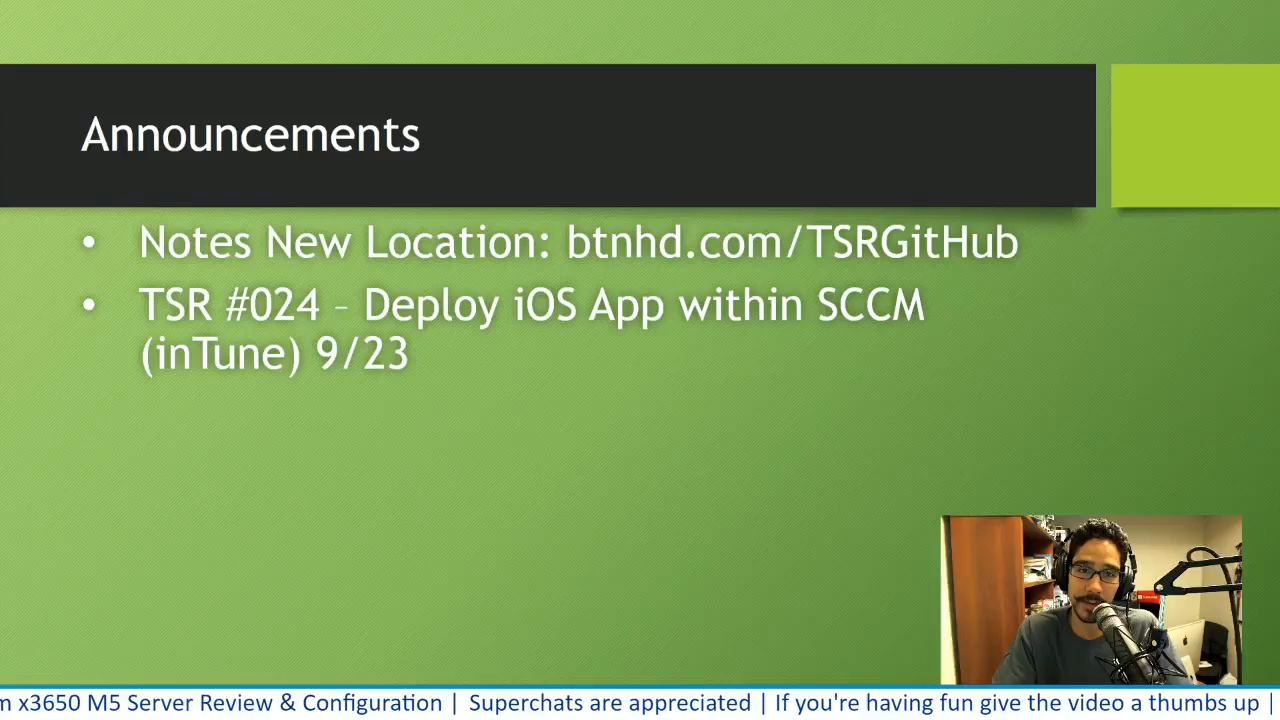 Announcements
• Notes New Location: btnhd.com/TSRGitHub
• TSR #024 – Deploy iOS App within SCCM
(inTune) 9/23
x3650 M5 Server Review & Configuration | Superchats are appreciated | If you're having fun give the video a thumbs up |